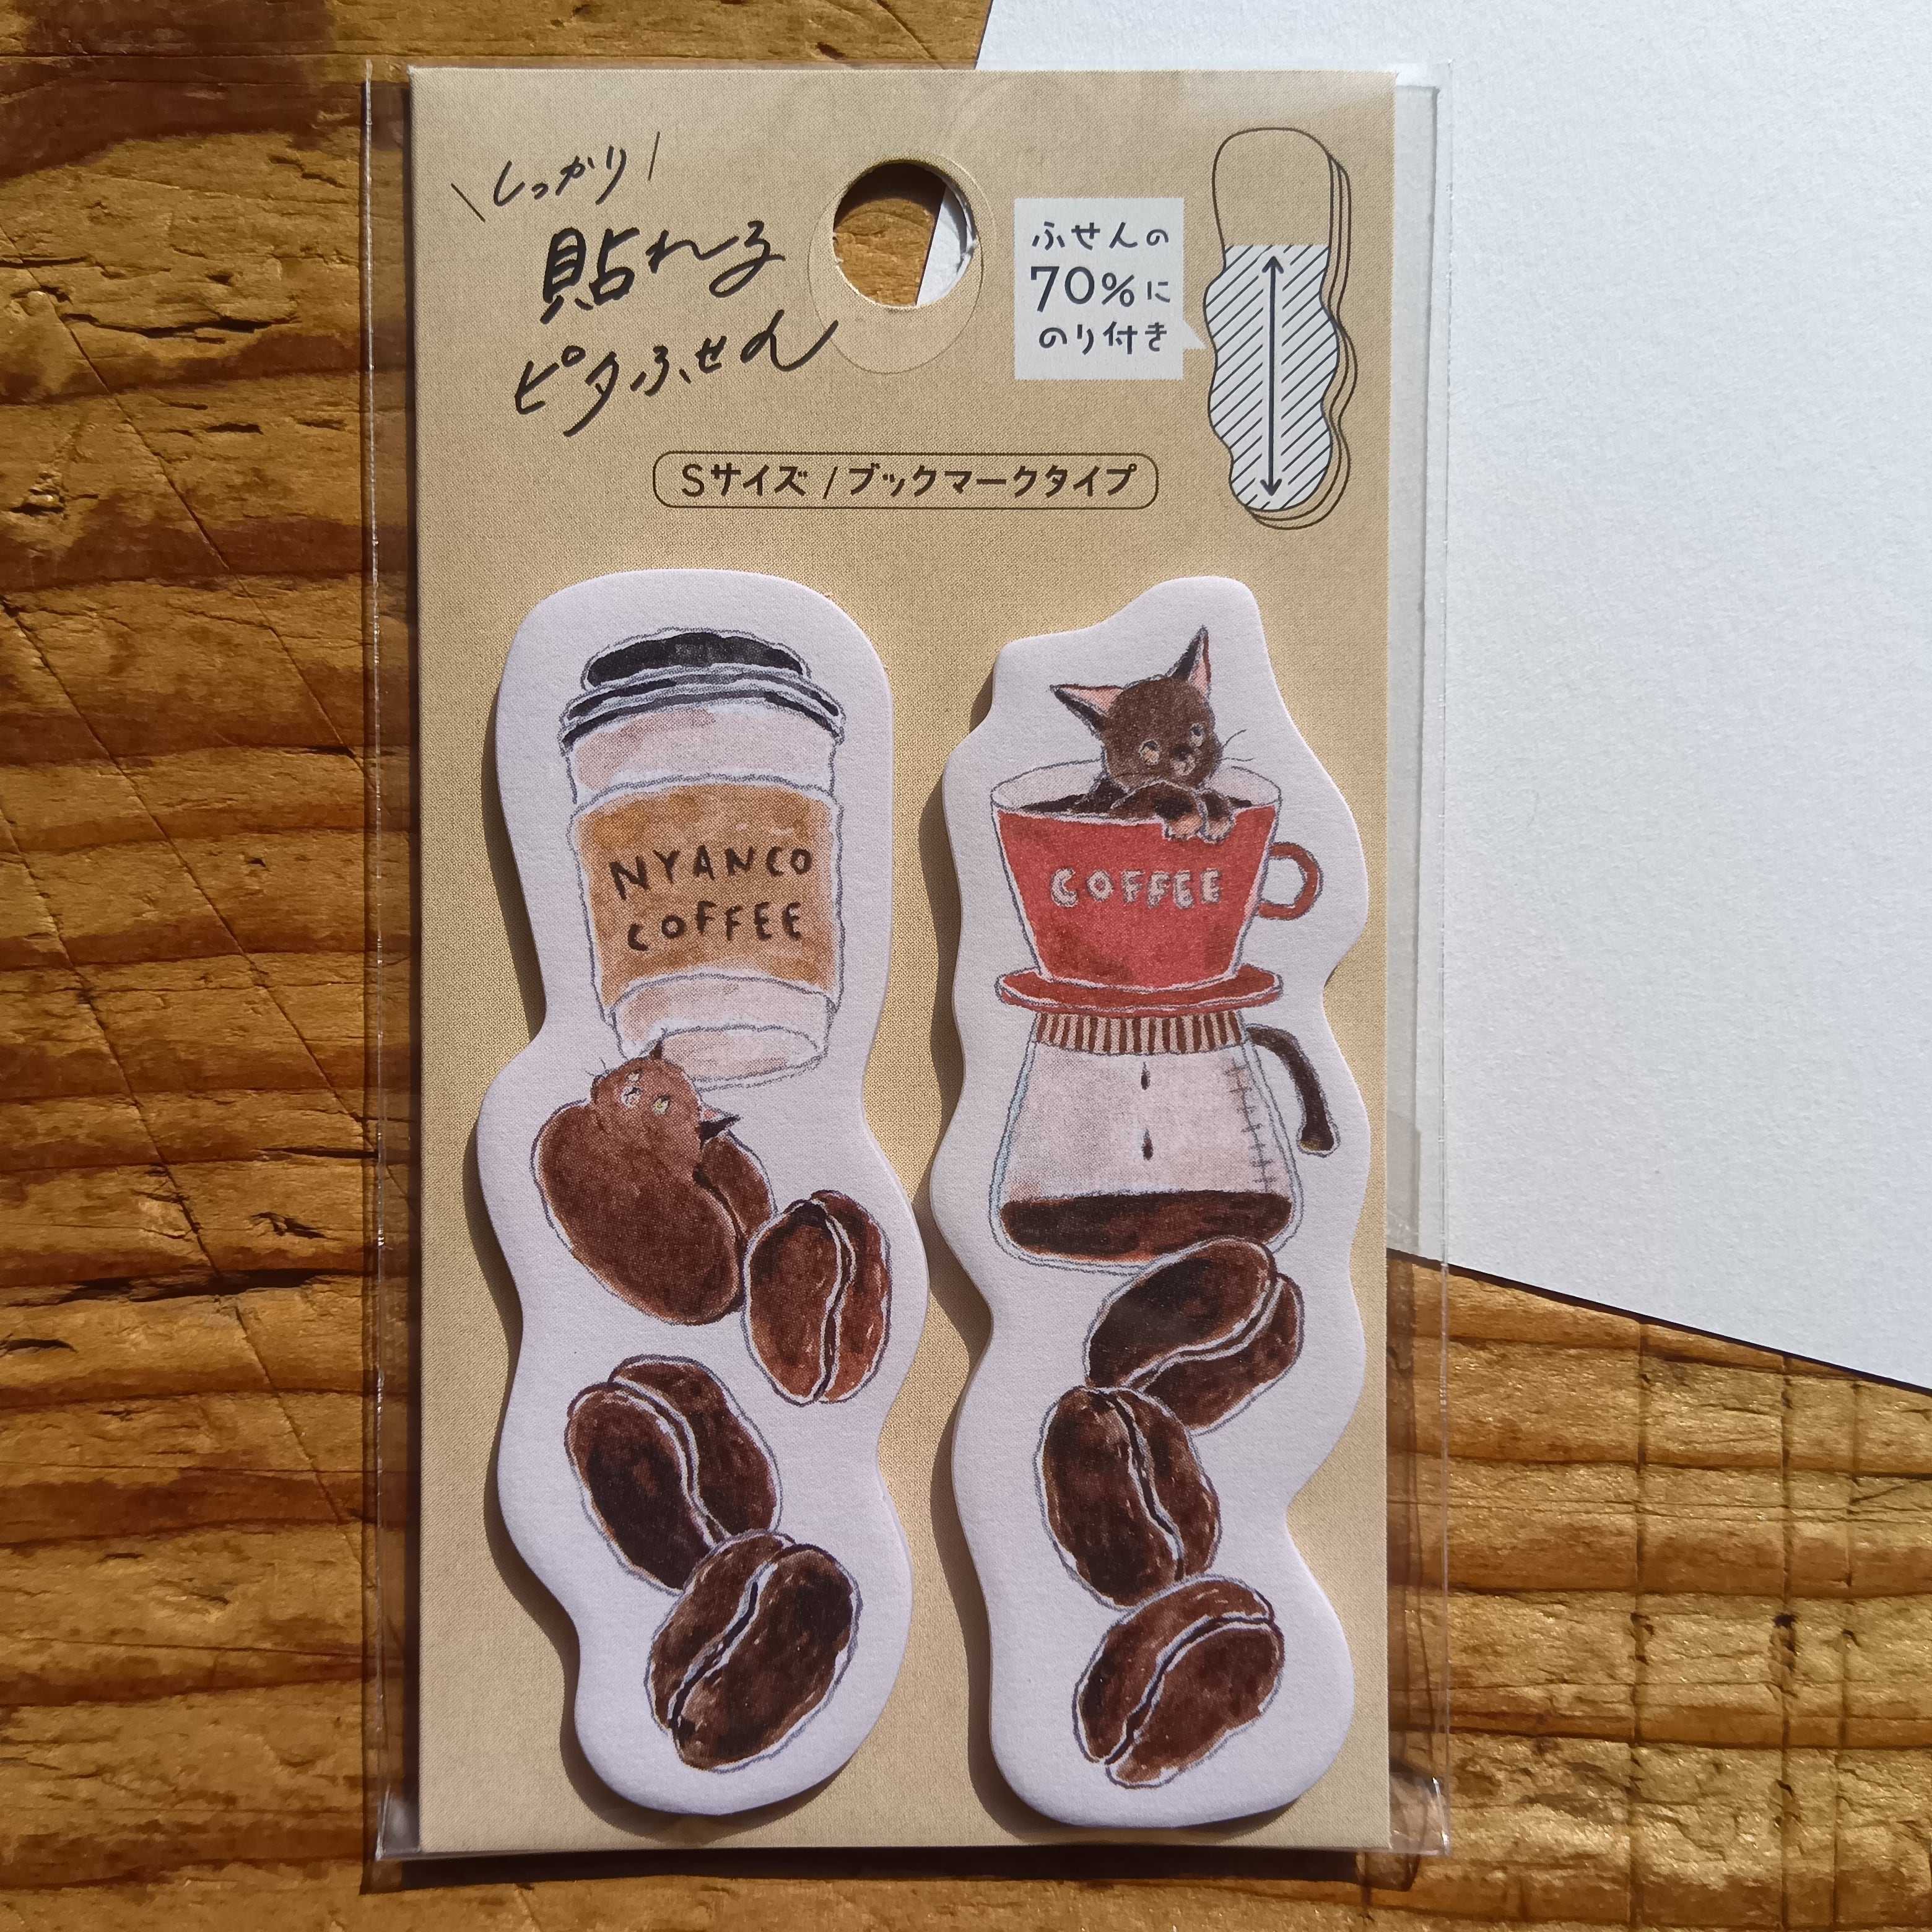 しっかり
貼れる
ピタふせん
ふせんの
70%に
のり付き
Sサイズ/ブックマークタイプ
NYANCO
COFFEE
COFFEE